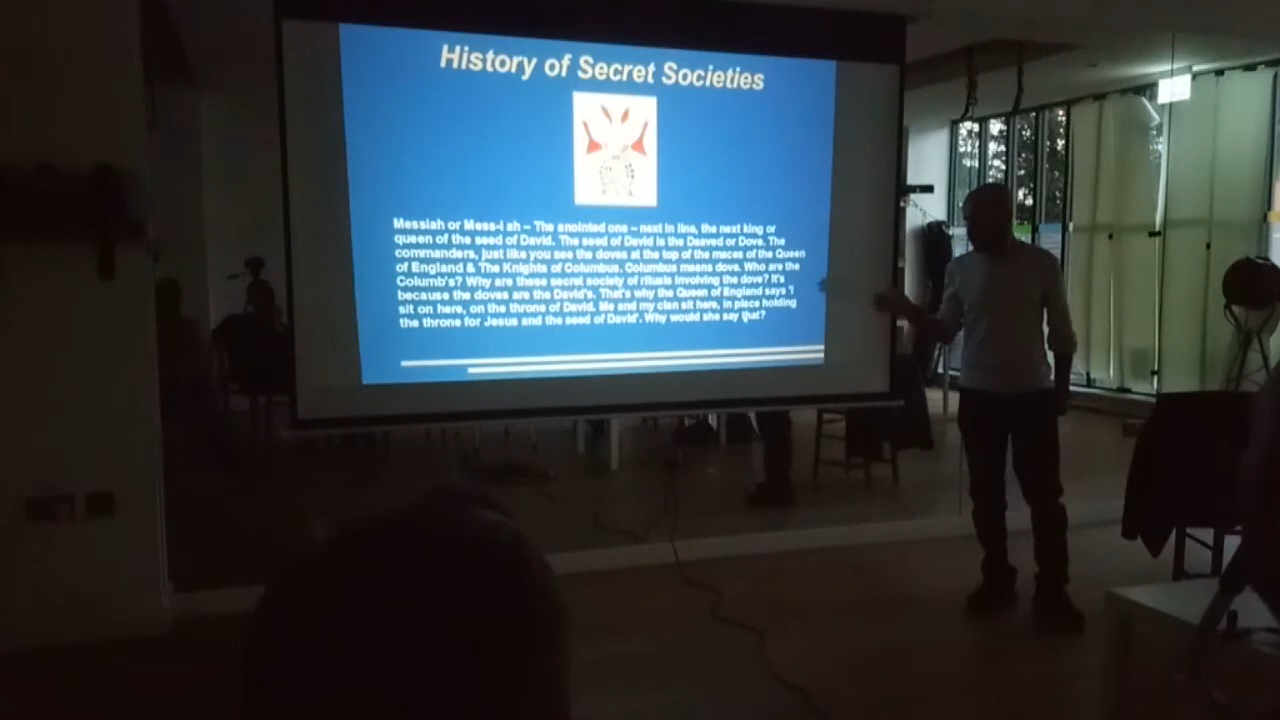 History of Secret Societies
Messiah or Mess-I ah – The anointed one – next in line, the next king or
queen of the seed of David. The seed of David is the Daaved or Dove. The
commanders, just like you see the doves at the top of the maces of the Queen
of England & The Knights of Columbus. Columbus means dove. Who are the
Columb's? Why are these secret society of rituals involving the dove? It's
because the doves are the David's. That's why the Queen of England says 'I
sit on here, on the throne of David. Me and my clan sit here, in place holding
the throne for Jesus and the seed of David'. Why would she say that?